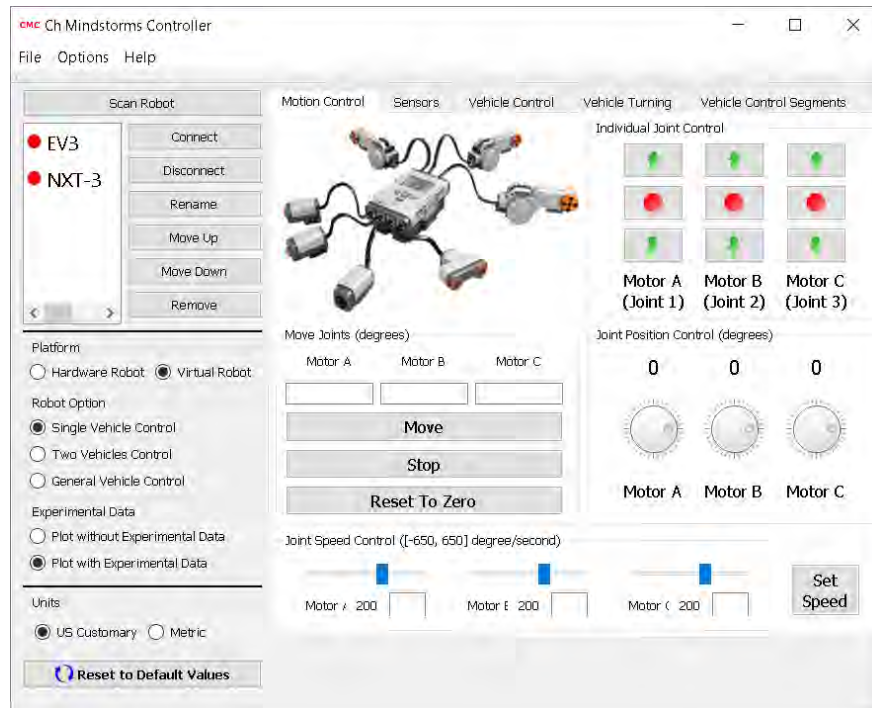 CMC Ch Mindstorms Controller
File Options Help
Scan Robot
EV3
NXT-3
Connect
Disconnect
Rename
Move Up
Move Down
Remove
Platform
Hardware Robot Virtual Robot
Robot Option
Single Vehicle Control
Two Vehicles Control
General Vehicle Control
Experimental Data
Plot without Experimental Data
Plot with Experimental Data
Units
US Customary Metric
Reset to Default Values
Motion Control Sensors Vehicle Control Vehicle Turning Vehicle Control Segments
Individual Joint Control
Motor A Motor B Motor C
(Joint 1) (Joint 2) (Joint 3)
Move Joints (degrees)
Motor A Motor B Motor C
Move
Stop
Reset To Zero
Joint Position Control (degrees)
0 0 0
Motor A Motor B Motor C
Joint Speed Control ([-650, 650] degree/second)
Motor 200 Motor 200 Motor 200
Set
Speed